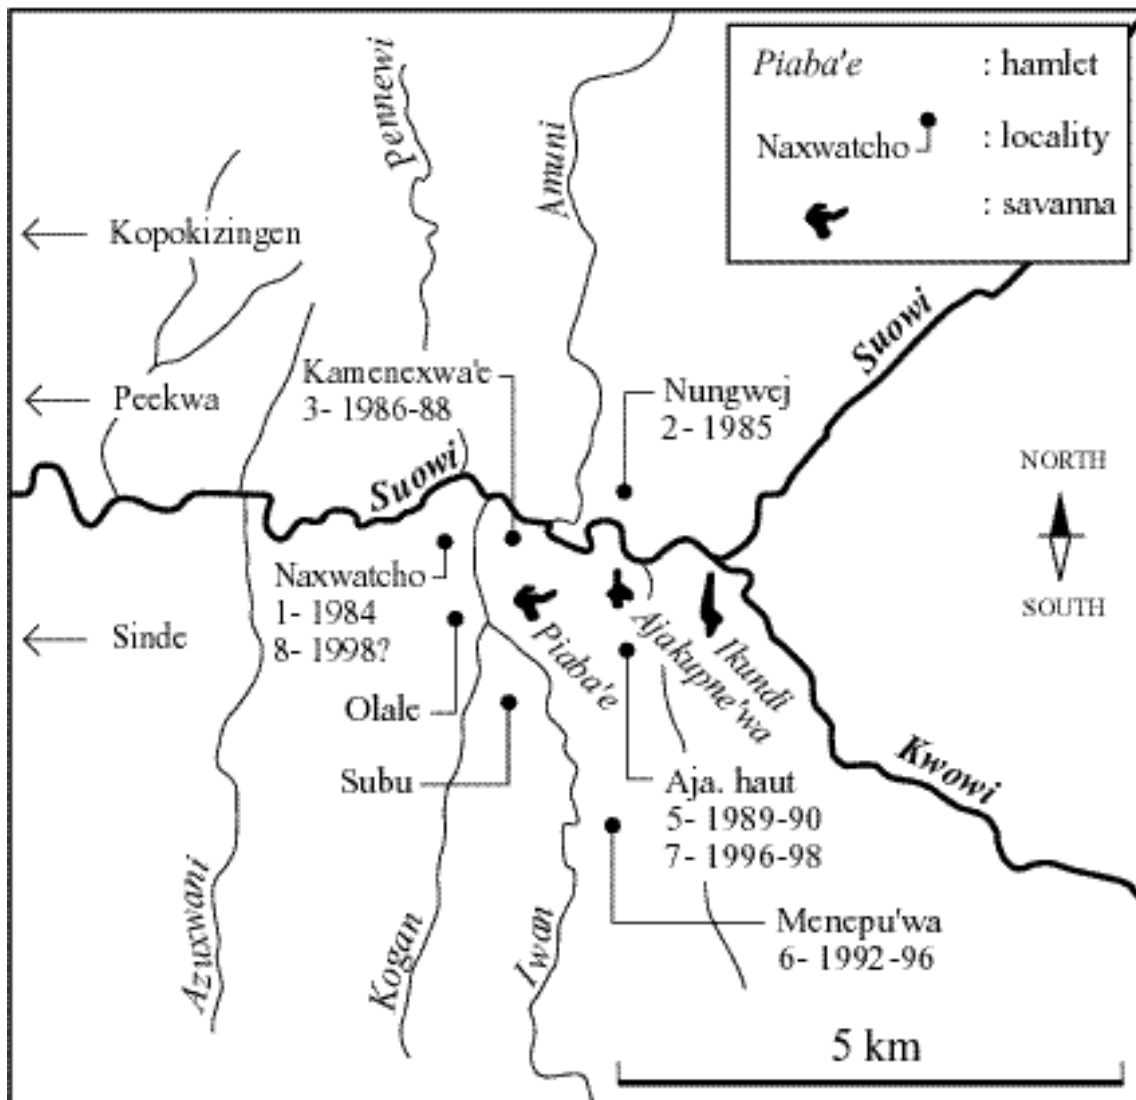 Piaba'e : hamlet
Naxwatcho : locality
: savanna
Pennewi
Amuni
Kopokizingen
Suowi
Kamenexwa'e
3- 1986-88
Nungwej
2- 1985
Peekwa
NORTH
Suowi
Naxwatcho
1- 1984
8- 1998?
SOUTH
Sinde
Piaba'e
Ajakupne'wa
Ikundi
Olale
Subu
Aja. haut
5- 1989-90
7- 1996-98
Kwowi
Azuxwani
Kogan
Iwan
Menepu'wa
6- 1992-96
5 km